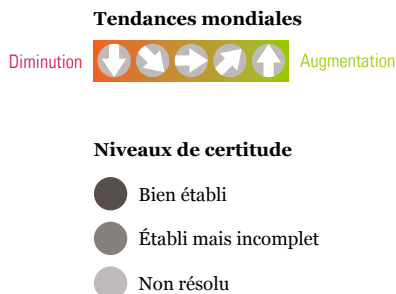 Tendances mondiales
Diminution Augmentation
Niveaux de certitude
Bien établi
Établi mais incomplet
Non résolu